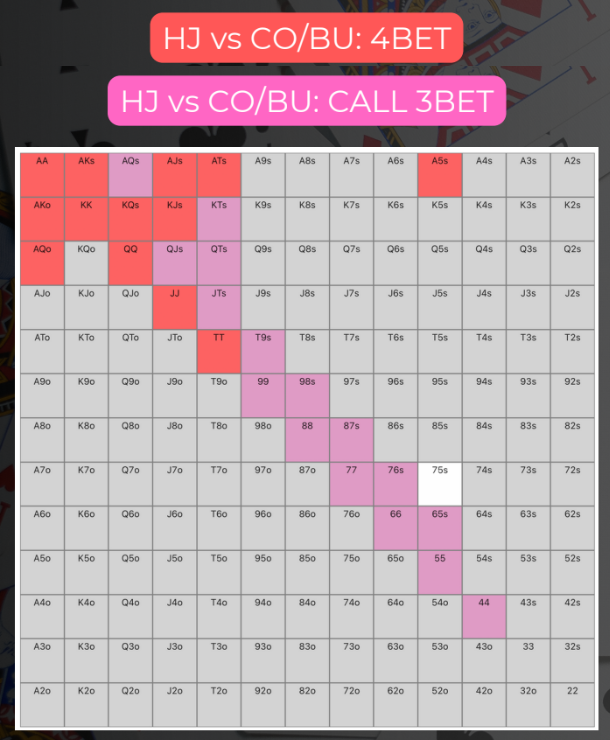 HJ vs CO/BU: 4BET
HJ vs CO/BU: CALL 3BET
AA AKs AQs AJs ATs A9s A8s A7s A6s A5s A4s A3s A2s
AKo KK KQs KJs KTs K9s K8s K7s K6s K5s K4s K3s K2s
AQo KQo QQ QJs QTs Q9s Q8s Q7s Q6s Q5s Q4s Q3s Q2s
AJo KJo QJo JJ JTs J9s J8s J7s J6s J5s J4s J3s J2s
ATo KTo QTo JTo TT T9s T8s T7s T6s T5s T4s T3s T2s
A9o K9o Q9o J9o T9o 99 98s 97s 96s 95s 94s 93s 92s
A8o K8o Q8o J8o T8o 98o 88 87s 86s 85s 84s 83s 82s
A7o K7o Q7o J7o T7o 97o 87o 77 76s 75s 74s 73s 72s
A6o K6o Q6o J6o T6o 96o 86o 76o 66 65s 64s 63s 62s
A5o K5o Q5o J5o T5o 95o 85o 75o 65o 55 54s 53s 52s
A4o K4o Q4o J4o T4o 94o 84o 74o 64o 54o 44 43s 42s
A3o K3o Q3o J3o T3o 93o 83o 73o 63o 53o 43o 33 32s
A2o K2o Q2o J2o T2o 92o 82o 72o 62o 52o 42o 32o 22